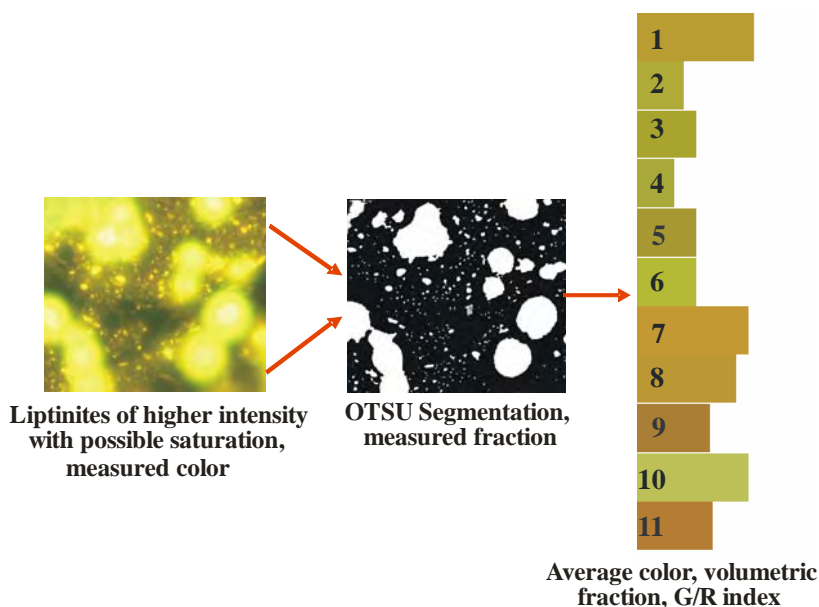 1
2
3
4
5
6
7
8
9
10
11
Liptinites of higher intensity
with possible saturation,
measured color
OTSU Segmentation,
measured fraction
Average color, volumetric
fraction, G/R index